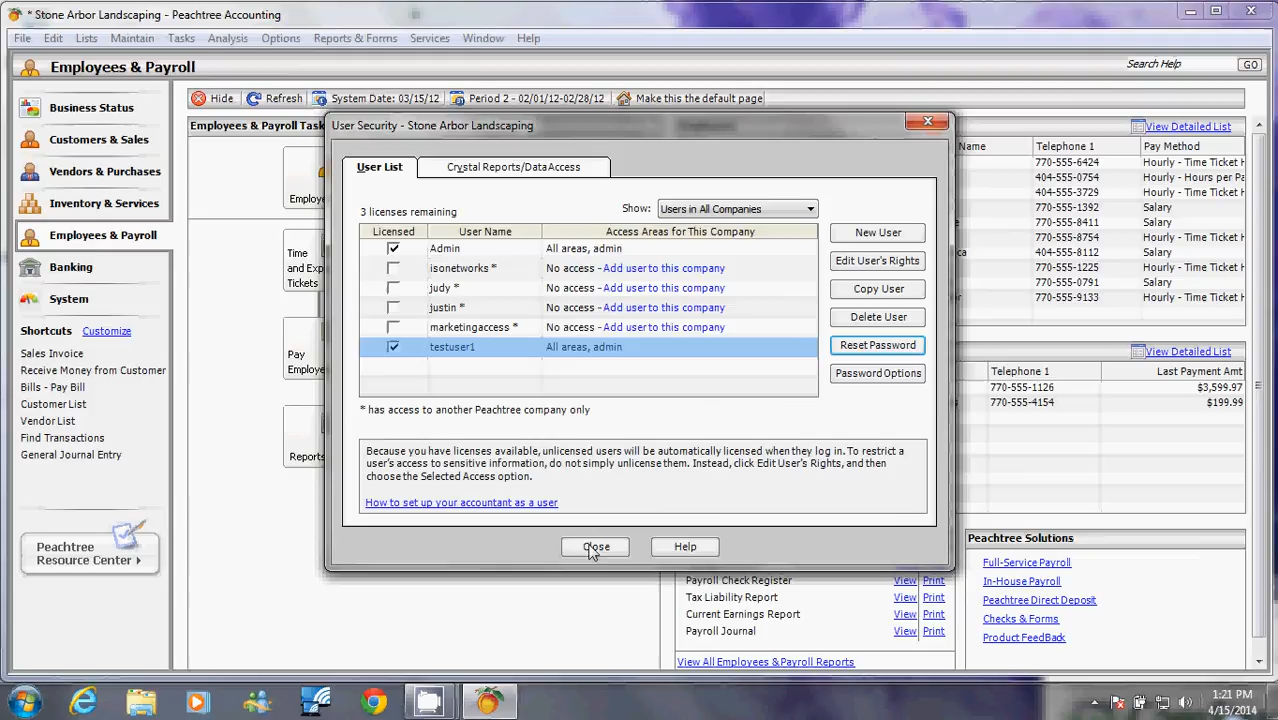 * Stone Arbor Landscaping - Peachtree Accounting
File Edit Lists Maintain Tasks Analysis Options Reports & Forms Services Window Help
Employees & Payroll
Search Help GO
Business Status
Customers & Sales
Vendors & Purchases
Inventory & Services
Employees & Payroll
Banking
System
Shortcuts Customize
Sales Invoice
Receive Money from Customer
Bills - Pay Bill
Customer List
Vendor List
Find Transactions
General Journal Entry
Peachtree
Resource Center
Hide Refresh System Date: 03/15/12 Period 2 - 02/01/12-02/28/12 Make this the default page
Employees & Payroll Task
View Detailed List
Employe
Time
and Exp
Tickets
Pay
Employe
Reports
User Security - Stone Arbor Landscaping
User List Crystal Reports/DataAccess
3 licenses remaining
Show: Users in All Companies
Licensed User Name Access Areas for This Company
Admin All areas, admin
isonetworks * No access - Add user to this company
judy * No access - Add user to this company
justin * No access - Add user to this company
marketingaccess * No access - Add user to this company
testuser1 All areas, admin
* has access to another Peachtree company only
New User
Edit User's Rights
Copy User
Delete User
Reset Password
Password Options
Because you have licenses available, unlicensed users will be automatically licensed when they log in. To restrict a
user's access to sensitive information, do not simply unlicense them. Instead, click Edit User's Rights, and then
choose the Selected Access option.
How to set up your accountant as a user
Close Help
Name Telephone 1 Pay Method
770-555-6424 Hourly - Time Ticket H
404-555-0754 Hourly - Hours per Pa
404-555-3729 Hourly - Time Ticket H
770-555-1392 Salary
770-555-8411 Salary
404-555-8112 Salary
770-555-1225 Hourly - Time Ticket H
770-555-0791 Salary
770-555-9133 Hourly - Time Ticket H
View Detailed List
Telephone 1 Last Payment Amt
770-555-1126 $3,599.97
770-555-4154 $199.99
Payroll Check Register View Print
Tax Liability Report View Print
Current Earnings Report View Print
Payroll Journal View Print
View All Employees & Payroll Reports
Peachtree Solutions
Full-Service Payroll
In-House Payroll
Peachtree Direct Deposit
Checks & Forms
Product FeedBack
1:21 PM
4/15/2014